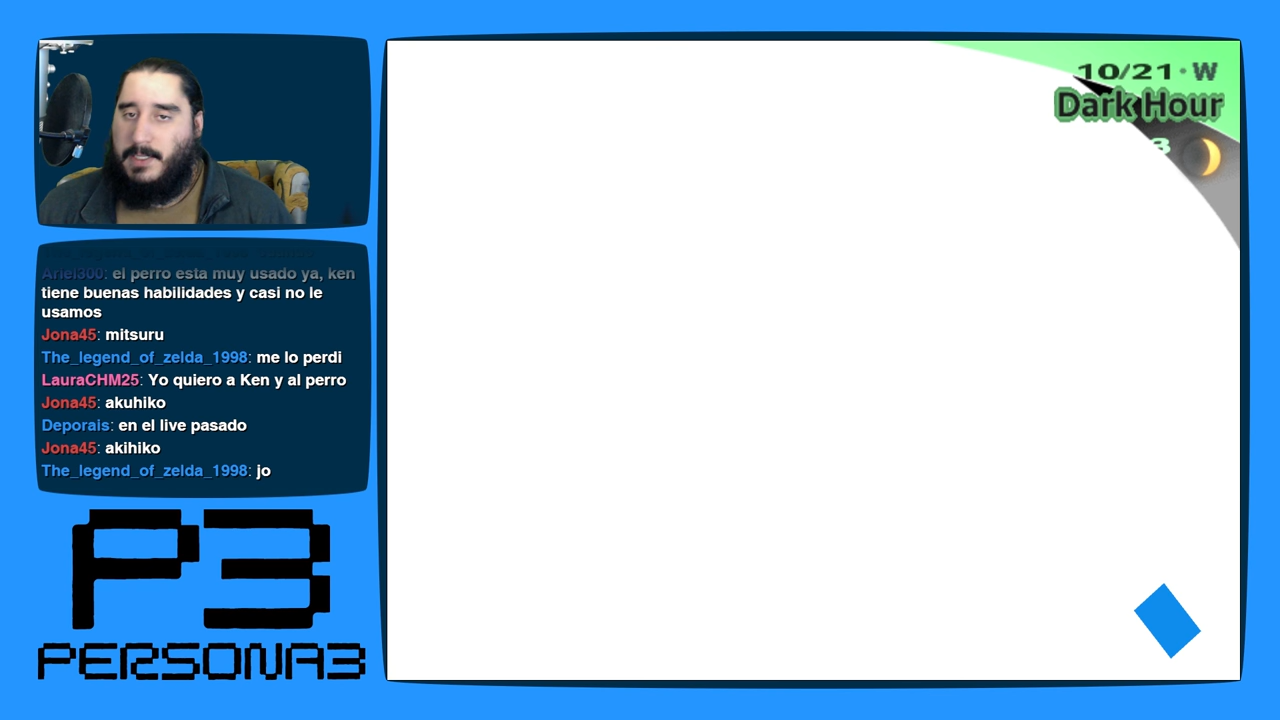 10/21・W
Dark Hour
3
Ariel300: el perro esta muy usado ya, ken
tiene buenas habilidades y casi no le
usamos
Jona45: mitsuru
The_legend_of_zelda_1998: me lo perdi
LauraCHM25: Yo quiero a Ken y al perro
Jona45: akuhiko
Deporais: en el live pasado
Jona45: akihiko
The_legend_of_zelda_1998: jo
P3
PERSONA3